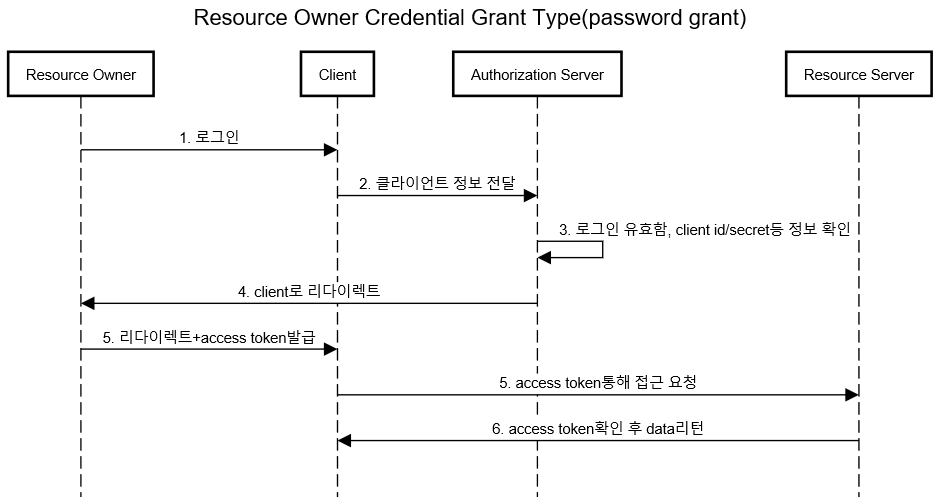 Resource Owner Credential Grant Type(password grant)
Resource Owner
Client
Authorization Server
Resource Server
1. 로그인
2. 클라이언트 정보 전달
3. 로그인 유효함, client id/secret등 정보 확인
4. client로 리다이렉트
5. 리다이렉트+access token발급
5. access token통해 접근 요청
6. access token확인 후 data리턴